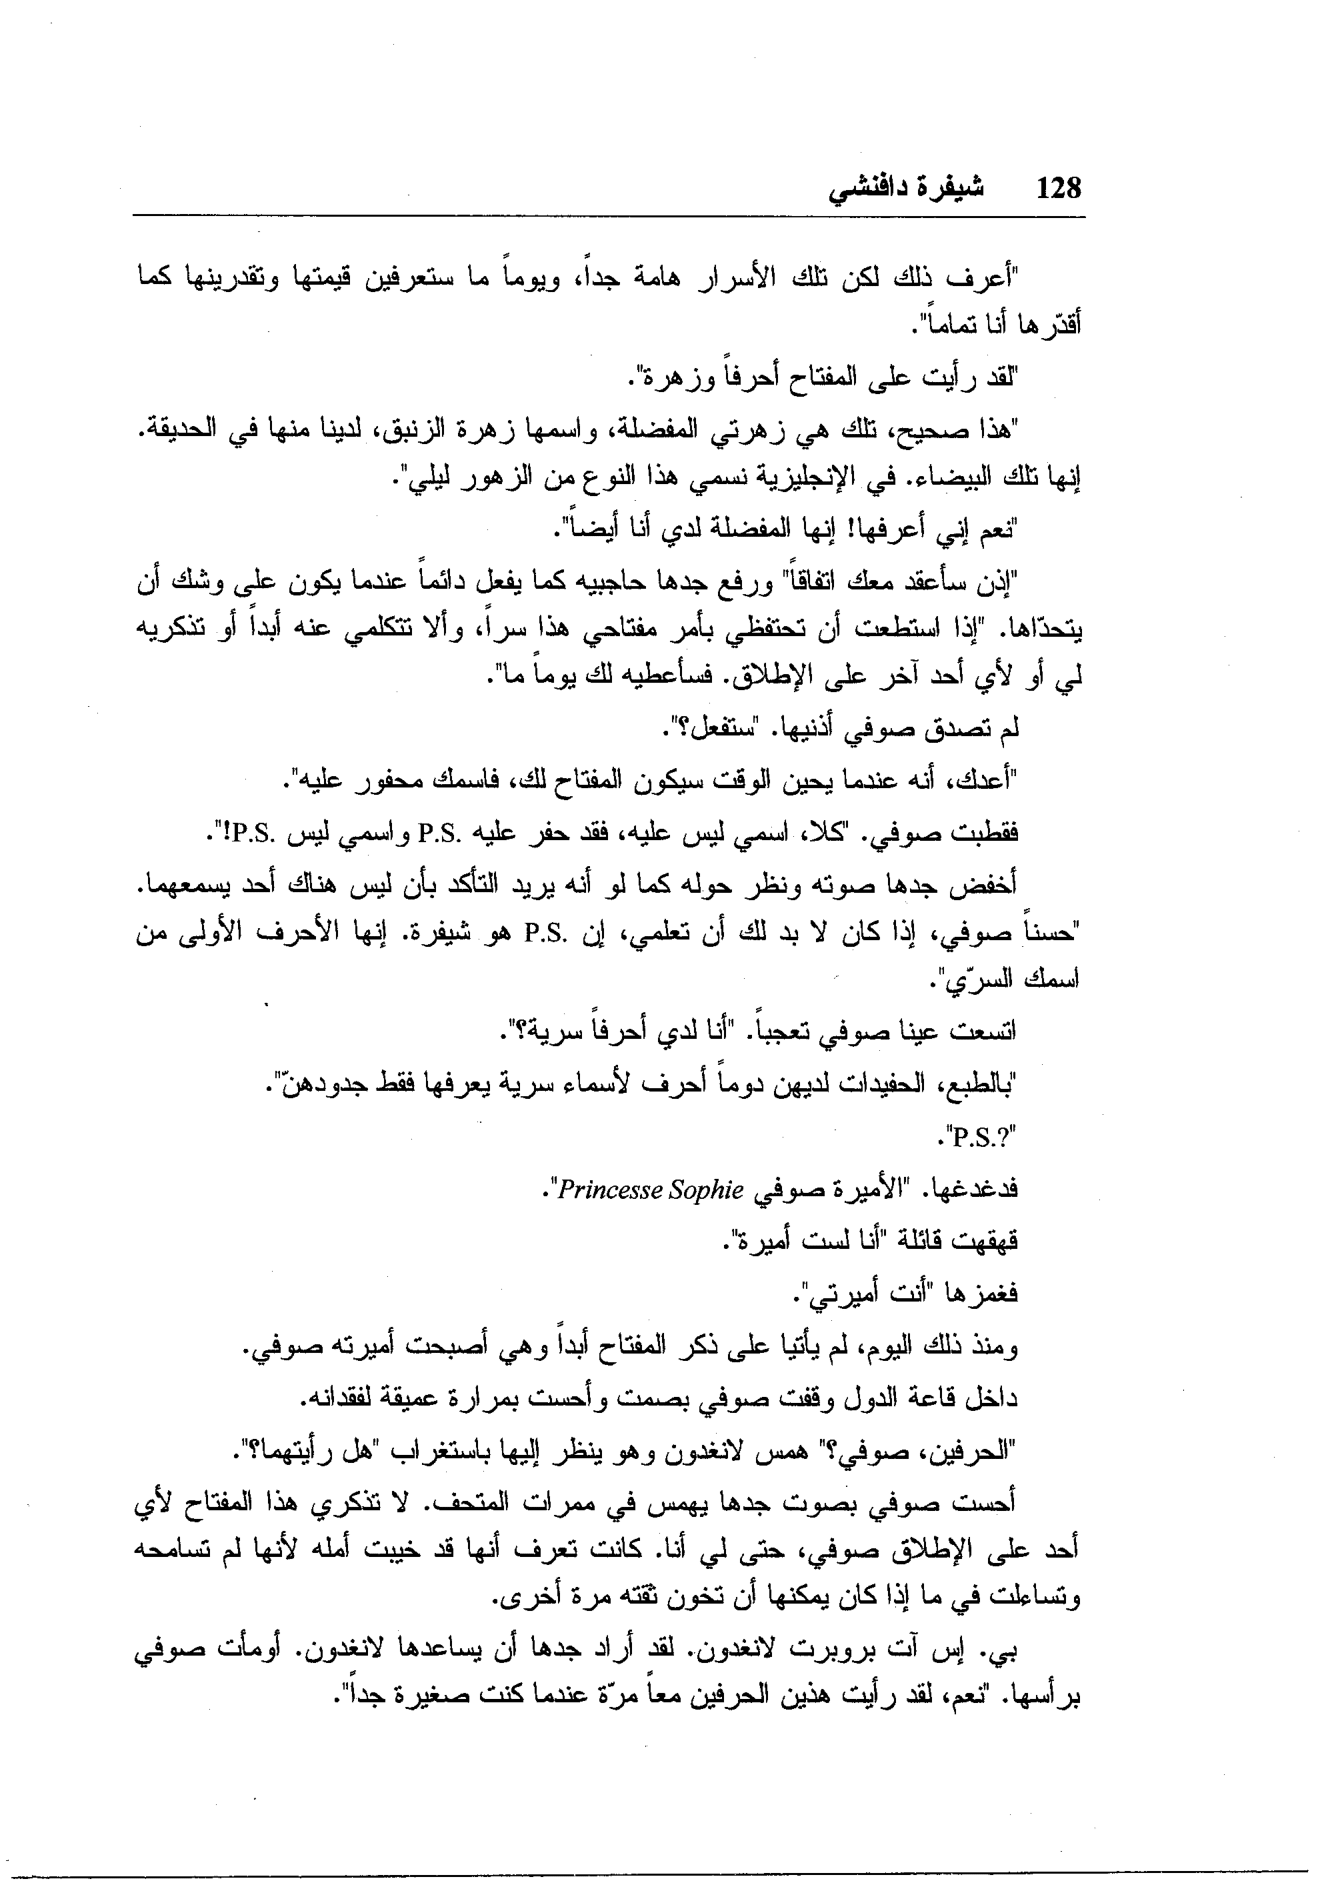 128 شيفرة دافنشي
"أعرف ذلك لكن تلك الأسرار هامة جداً، ويوماً ما ستعرفين قيمتها وتقدرينها كما
أقدّرها أنا تماماً".
"لقد رأيت على المفتاح أحرفاً وزهرة".
"هذا صحيح، تلك هي زهرتي المفضلة، واسمها زهرة الزنبق، لدينا منها في الحديقة.
إنها تلك البيضاء. في الإنجليزية نسمي هذا النوع من الزهور ليلي".
"نعم إني أعرفها! إنها المفضلة لدي أنا أيضاً".
"إذن سأعقد معك اتفاقاً" ورفع جدها حاجبيه كما يفعل دائماً عندما يكون على وشك أن
يتحدّاها. "إذا استطعت أن تحتفظي بأمر مفتاحي هذا سراً، وألا تتكلمي عنه أبداً أو تذكريه
لي أو لأي أحد آخر على الإطلاق. فسأعطيه لك يوماً ما".
لم تصدق صوفي أذنيها. "ستفعل؟".
"أعدك، أنه عندما يحين الوقت سيكون المفتاح لك، فاسمك محفور عليه".
فقطبت صوفي. "كلا، اسمي ليس عليه، فقد حفر عليه P.S. واسمي ليس P.S.!".
أخفض جدها صوته ونظر حوله كما لو أنه يريد التأكد بأن ليس هناك أحد يسمعهما.
"حسناً صوفي، إذا كان لا بد لك أن تعلمي، إن P.S. هو شيفرة. إنها الأحرف الأولى من
اسمك السرّي".
اتسعت عينا صوفي تعجباً. "أنا لدي أحرفاً سرية؟".
"بالطبع، الحفيدات لديهن دوماً أحرف لأسماء سرية يعرفها فقط جدودهنّ".
"P.S.?".
فدغدغها. "الأميرة صوفي Princesse Sophie".
قهقهت قائلة "أنا لست أميرة".
فغمزها "أنت أميرتي".
ومنذ ذلك اليوم، لم يأتيا على ذكر المفتاح أبداً وهي أصبحت أميرته صوفي.
داخل قاعة الدول وقفت صوفي بصمت وأحست بمرارة عميقة لفقدانه.
"الحرفين، صوفي؟" همس لانغدون وهو ينظر إليها باستغراب "هل رأيتهما؟".
أحست صوفي بصوت جدها يهمس في ممرات المتحف. لا تذكري هذا المفتاح لأي
أحد على الإطلاق صوفي، حتى لي أنا. كانت تعرف أنها قد خيبت أمله لأنها لم تسامحه
وتساءلت في ما إذا كان يمكنها أن تخون ثقته مرة أخرى.
بي. إس آت بروبرت لانغدون. لقد أراد جدها أن يساعدها لانغدون. أومأت صوفي
برأسها. "نعم، لقد رأيت هذين الحرفين معاً مرّة عندما كنت صغيرة جداً".